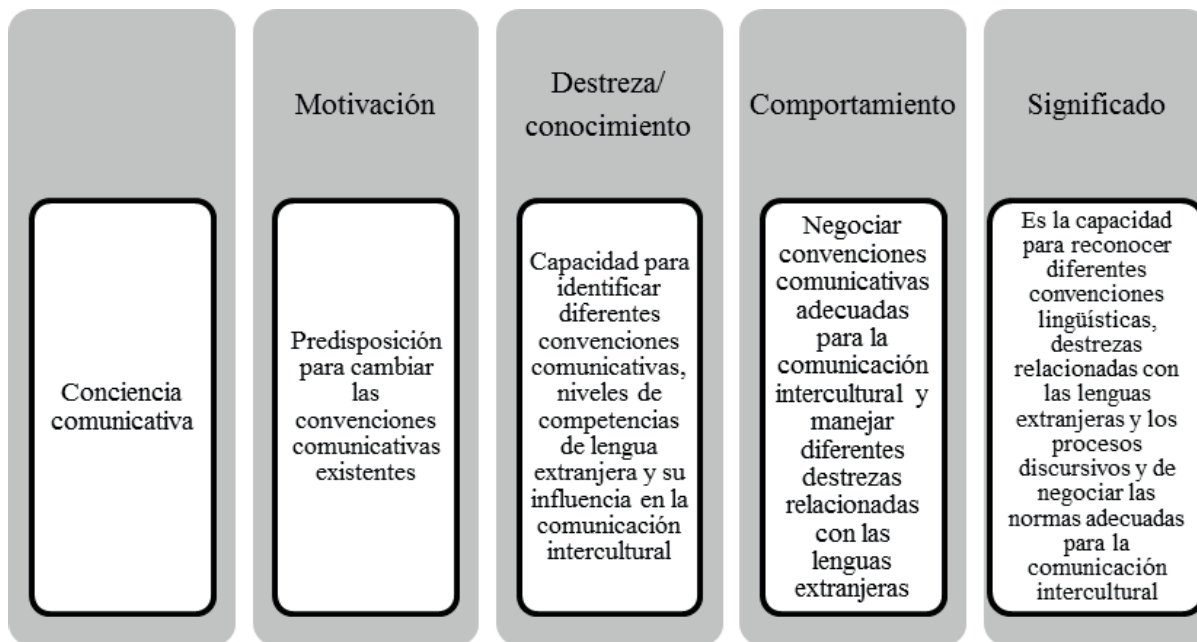 Motivación
Destreza/
conocimiento
Comportamiento
Significado
Conciencia
comunicativa
Predisposición
para cambiar
las
convenciones
comunicativas
existentes
Capacidad para
identificar
diferentes
convenciones
comunicativas,
niveles de
competencias
de lengua
extranjera y su
influencia en la
comunicación
intercultural
Negociar
convenciones
comunicativas
adecuadas
para la
comunicación
intercultural y
manejar
diferentes
destrezas
relacionadas
con las
lenguas
extranjeras
Es la capacidad
para reconocer
diferentes
convenciones
lingüísticas,
destrezas
relacionadas con
las lenguas
extranjeras y los
procesos
discursivos y de
negociar las
normas adecuadas
para la
comunicación
intercultural